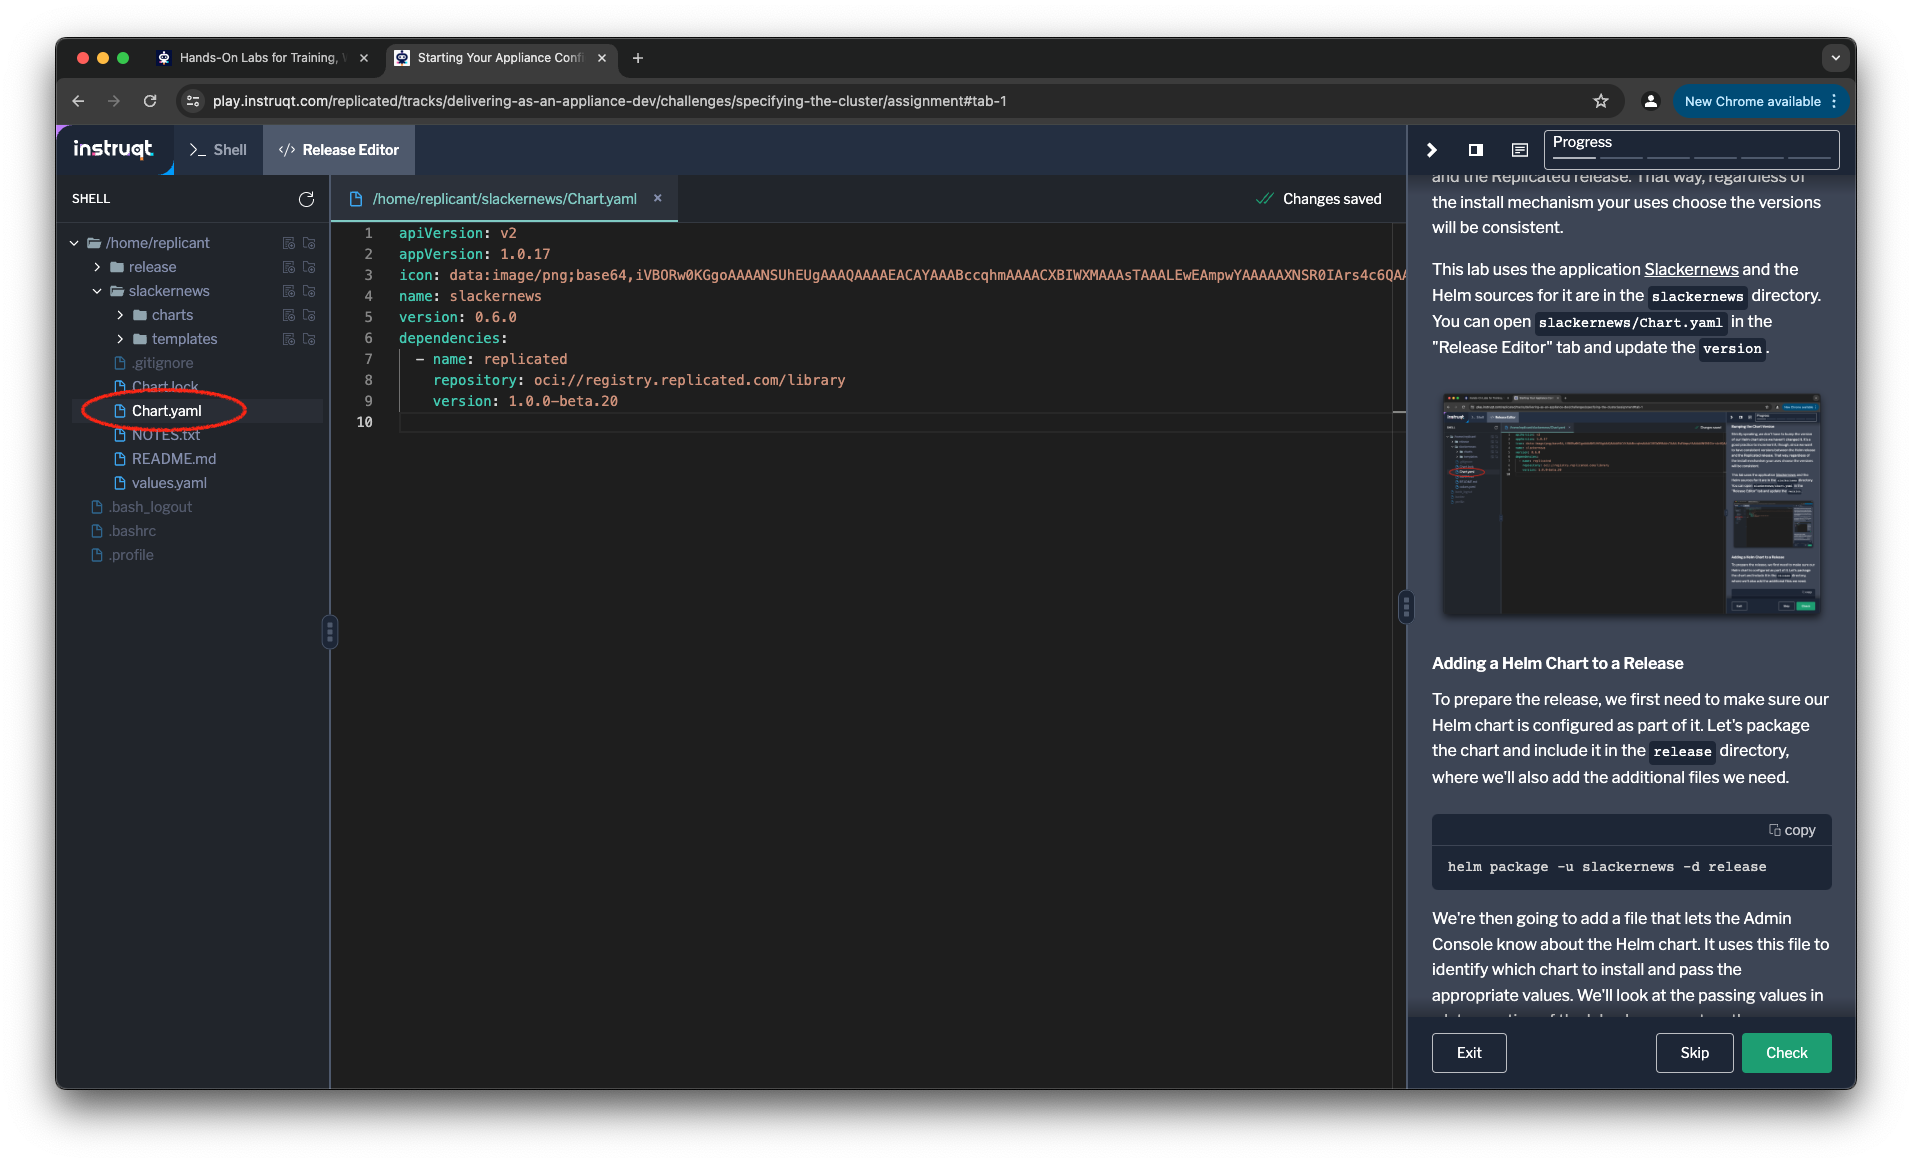 Hands-On Labs for Training,
Starting Your Appliance Confi
play.instruqt.com/replicated/tracks/delivering-as-an-appliance-dev/challenges/specifying-the-cluster/assignment#tab-1
New Chrome available
instruqt
>_ Shell
</> Release Editor
Progress
SHELL
/home/replicant
release
slackernews
charts
templates
.gitignore
Chart.lock
Chart.yaml
NOTES.txt
README.md
values.yaml
.bash_logout
.bashrc
.profile
/home/replicant/slackernews/Chart.yaml
Changes saved
1 apiVersion: v2
2 appVersion: 1.0.17
3 icon: data:image/png;base64,iVBORw0KGgoAAAANSUhEUgAAAQAAAAEACAYAAABccqhmAAAACXBIWXMAAAsTAAALEwEAmpwYAAAAAXNSR0IArs4c6QAA
4 name: slackernews
5 version: 0.6.0
6 dependencies:
7 - name: replicated
8 repository: oci://registry.replicated.com/library
9 version: 1.0.0-beta.20
10
and the Replicated release. That way, regardless of
the install mechanism your uses choose the versions
will be consistent.
This lab uses the application Slackernews and the
Helm sources for it are in the slackernews directory.
You can open slackernews/Chart.yaml in the
"Release Editor" tab and update the version.
Adding a Helm Chart to a Release
To prepare the release, we first need to make sure our
Helm chart is configured as part of it. Let's package
the chart and include it in the release directory,
where we'll also add the additional files we need.
copy
helm package -u slackernews -d release
We're then going to add a file that lets the Admin
Console know about the Helm chart. It uses this file to
identify which chart to install and pass the
appropriate values. We'll look at the passing values in
Exit
Skip
Check